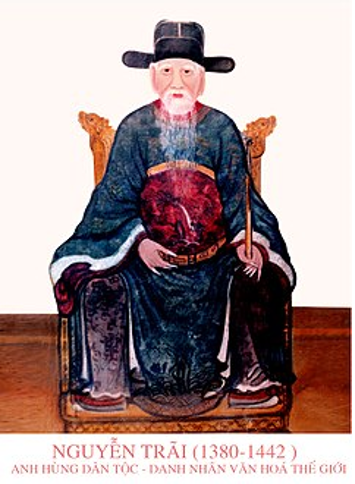 NGUYỄN TRÃI (1380-1442 )
ANH HÙNG DÂN TỘC - DANH NHÂN VĂN HOÁ THẾ GIỚI